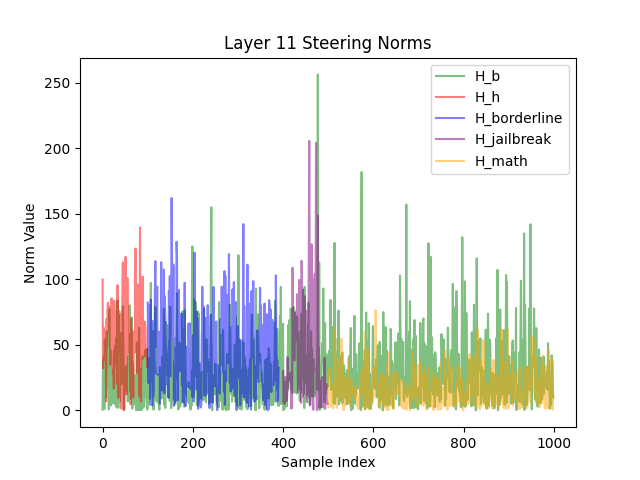 Layer 11 Steering Norms
H_b
H_h
H_borderline
H_jailbreak
H_math
Norm Value
250
200
150
100
50
0
0 200 400 600 800 1000
Sample Index